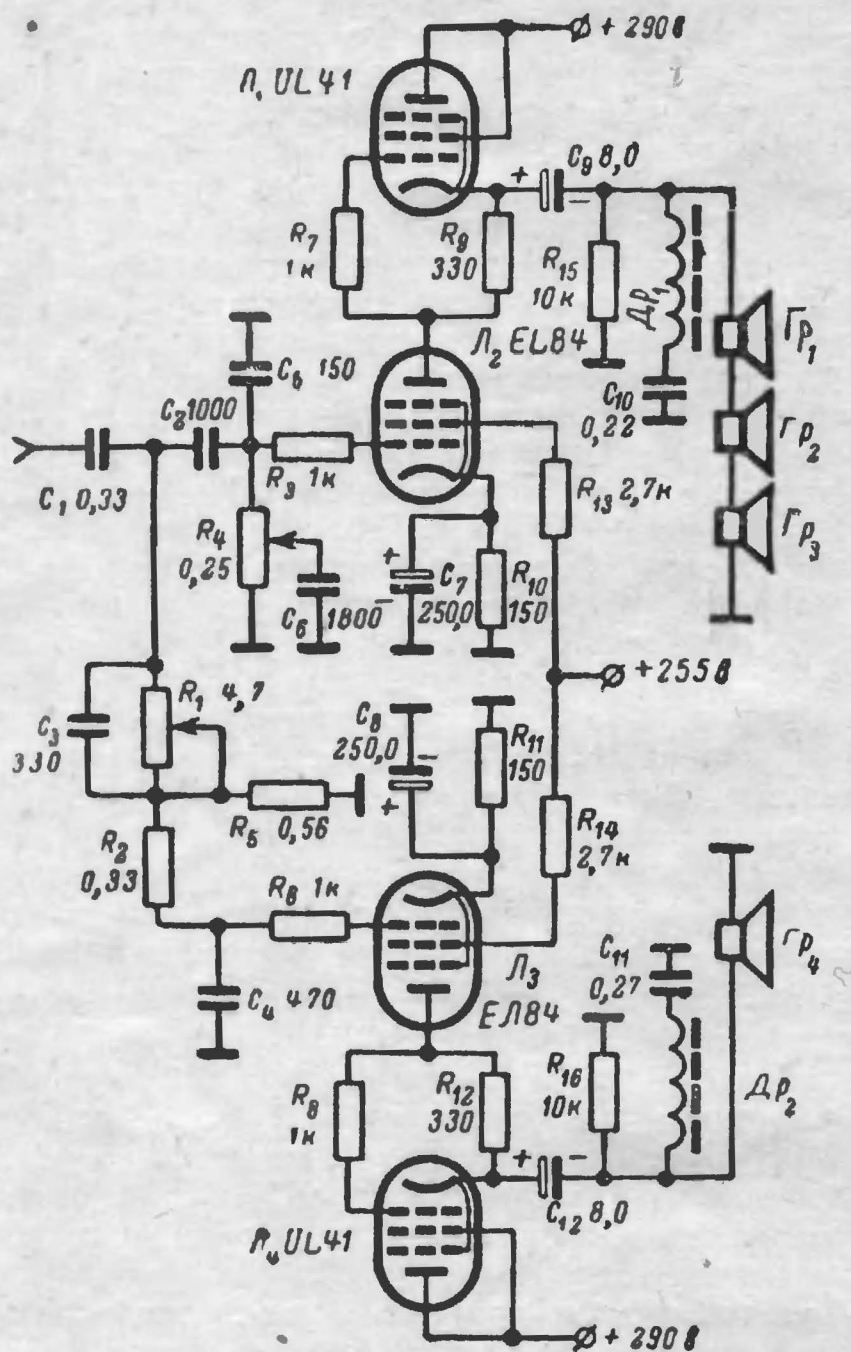 + 290 в
Л₁ UL41
C₉ 8,0
+
−
R₇
1к
R₉
330
R₁₅
10к
ДР₁
Гр₁
Л₂ EL84
C₆ 150
C₂ 1000
C₁₀
0,22
Гр₂
C₁ 0,33
R₃ 1к
R₁₃ 2,7к
Гр₃
R₄
0,25
+
−
C₇
250,0
R₁₀
150
C₆ 1800
+ 255 в
R₁ 4,7
C₃
330
C₈
250,0
−
+
R₁₁
150
R₅ 0,56
R₁₄
2,7к
R₂
0,33
R₆ 1к
Гр₄
C₁₁
0,27
Л₃
ЕЛ84
C₄ 470
R₈
1к
R₁₂
330
R₁₆
10к
ДР₂
+
−
C₁₂ 8,0
Л₄ UL41
+ 290 в